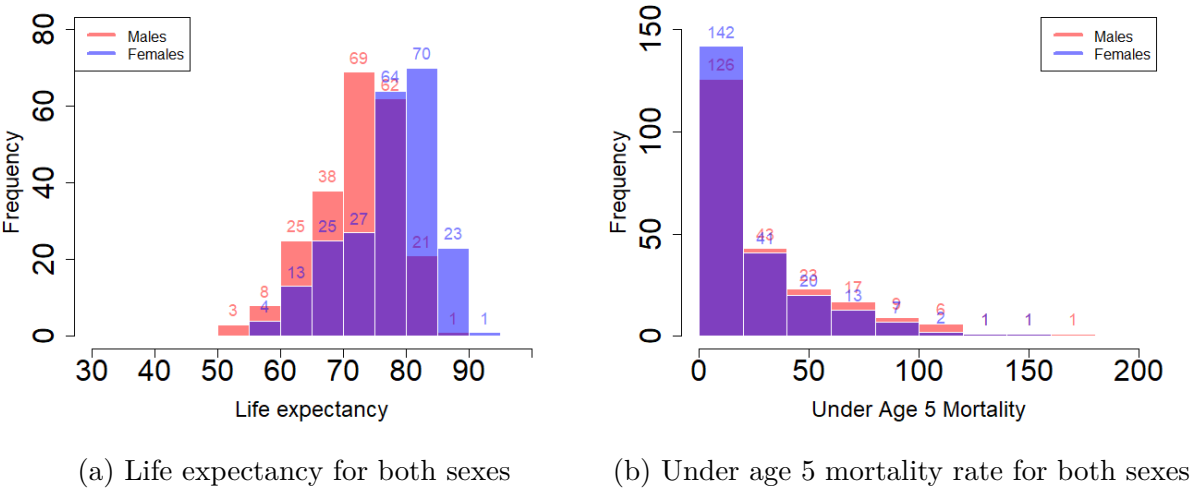 Males
Females
Frequency
0 20 40 60 80
3 8 25 38 69 62 21 1
4 13 25 27 64 70 23 1
30 40 50 60 70 80 90
Life expectancy
(a) Life expectancy for both sexes
Males
Females
Frequency
0 50 100 150
126 43 23 17 9 6 1 1 1
142 41 20 13 7 2 1 1
0 50 100 150 200
Under Age 5 Mortality
(b) Under age 5 mortality rate for both sexes